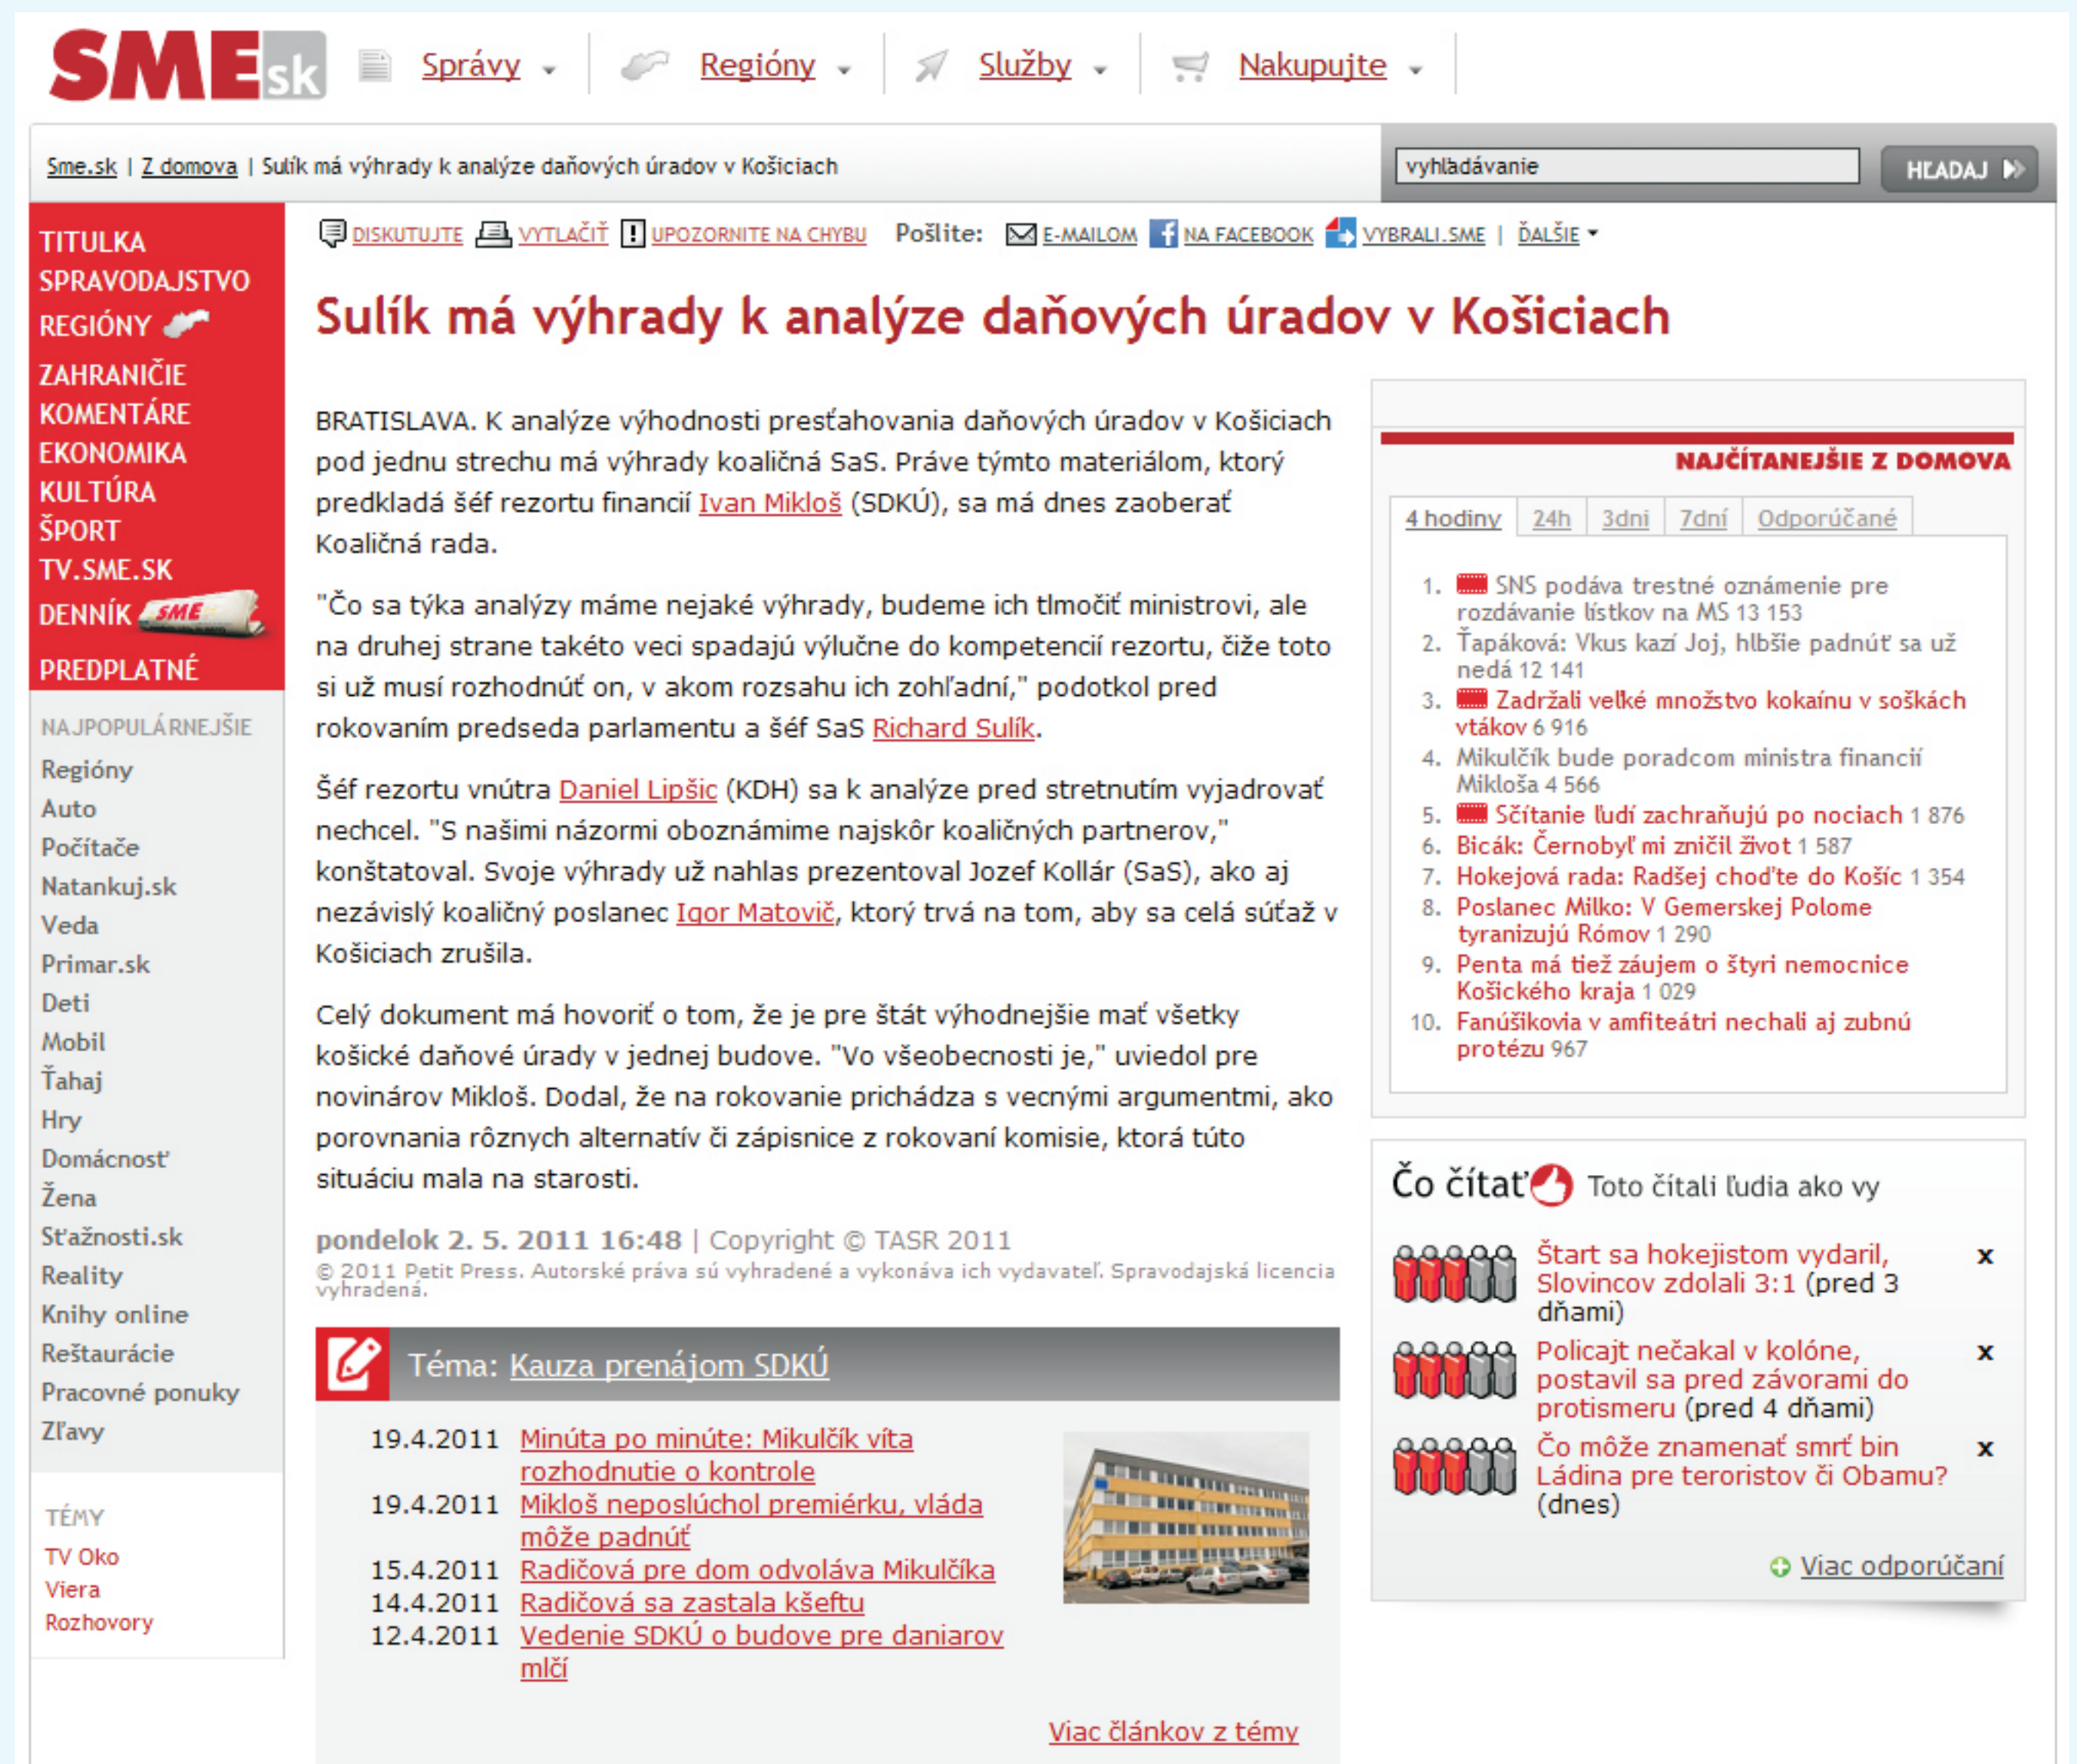 SME sk
Správy
Regióny
Služby
Nakupujte
Sme.sk | Z domova | Sulík má výhrady k analýze daňových úradov v Košiciach
vyhľadávanie
HĽADAJ
TITULKA
SPRAVODAJSTVO
REGIÓNY
ZAHRANIČIE
KOMENTÁRE
EKONOMIKA
KULTÚRA
ŠPORT
TV.SME.SK
DENNÍK SME
PREDPLATNÉ
NAJPOPULÁRNEJŠIE
Regióny
Auto
Počítače
Natankuj.sk
Veda
Primar.sk
Deti
Mobil
Ťahaj
Hry
Domácnosť
Žena
Sťažnosti.sk
Reality
Knihy online
Reštaurácie
Pracovné ponuky
Zľavy
TÉMY
TV Oko
Viera
Rozhovory
DISKUTUJTE VYTLAČIŤ UPOZORNITE NA CHYBU Pošlite: E-MAILOM NA FACEBOOK VYBRALI.SME | ĎALŠIE
Sulík má výhrady k analýze daňových úradov v Košiciach
BRATISLAVA. K analýze výhodnosti presťahovania daňových úradov v Košiciach
pod jednu strechu má výhrady koaličná SaS. Práve týmto materiálom, ktorý
predkladá šéf rezortu financií Ivan Mikloš (SDKÚ), sa má dnes zaoberať
Koaličná rada.
"Čo sa týka analýzy máme nejaké výhrady, budeme ich tlmočiť ministrovi, ale
na druhej strane takéto veci spadajú výlučne do kompetencií rezortu, čiže toto
si už musí rozhodnúť on, v akom rozsahu ich zohľadní," podotkol pred
rokovaním predseda parlamentu a šéf SaS Richard Sulík.
Šéf rezortu vnútra Daniel Lipšic (KDH) sa k analýze pred stretnutím vyjadrovať
nechcel. "S našimi názormi oboznámime najskôr koaličných partnerov,"
konštatoval. Svoje výhrady už nahlas prezentoval Jozef Kollár (SaS), ako aj
nezávislý koaličný poslanec Igor Matovič, ktorý trvá na tom, aby sa celá súťaž v
Košiciach zrušila.
Celý dokument má hovoriť o tom, že je pre štát výhodnejšie mať všetky
košické daňové úrady v jednej budove. "Vo všeobecnosti je," uviedol pre
novinárov Mikloš. Dodal, že na rokovanie prichádza s vecnými argumentmi, ako
porovnania rôznych alternatív či zápisnice z rokovaní komisie, ktorá túto
situáciu mala na starosti.
pondelok 2. 5. 2011 16:48 | Copyright © TASR 2011
© 2011 Petit Press. Autorské práva sú vyhradené a vykonáva ich vydavateľ. Spravodajská licencia
vyhradená.
Téma: Kauza prenájom SDKÚ
19.4.2011 Minúta po minúte: Mikulčík víta
rozhodnutie o kontrole
19.4.2011 Mikloš neposlúchol premiérku, vláda
môže padnúť
15.4.2011 Radičová pre dom odvoláva Mikulčíka
14.4.2011 Radičová sa zastala kšeftu
12.4.2011 Vedenie SDKÚ o budove pre daniarov
mlčí
Viac článkov z témy
NAJČÍTANEJŠIE Z DOMOVA
4 hodiny 24h 3dni 7dní Odporúčané
1. SNS podáva trestné oznámenie pre
rozdávanie lístkov na MS 13 153
2. Ťapáková: Vkus kazí Joj, hlbšie padnúť sa už
nedá 12 141
3. Zadržali veľké množstvo kokaínu v soškách
vtákov 6 916
4. Mikulčík bude poradcom ministra financií
Mikloša 4 566
5. Sčítanie ľudí zachraňujú po nociach 1 876
6. Bicák: Černobyľ mi zničil život 1 587
7. Hokejová rada: Radšej choďte do Košíc 1 354
8. Poslanec Milko: V Gemerskej Polome
tyranizujú Rómov 1 290
9. Penta má tiež záujem o štyri nemocnice
Košického kraja 1 029
10. Fanúšikovia v amfiteátri nechali aj zubnú
protézu 967
Čo čítať Toto čítali ľudia ako vy
Štart sa hokejistom vydaril, x
Slovincov zdolali 3:1 (pred 3
dňami)
Policajt nečakal v kolóne, x
postavil sa pred závorami do
protismeru (pred 4 dňami)
Čo môže znamenať smrť bin x
Ládina pre teroristov či Obamu?
(dnes)
Viac odporúčaní